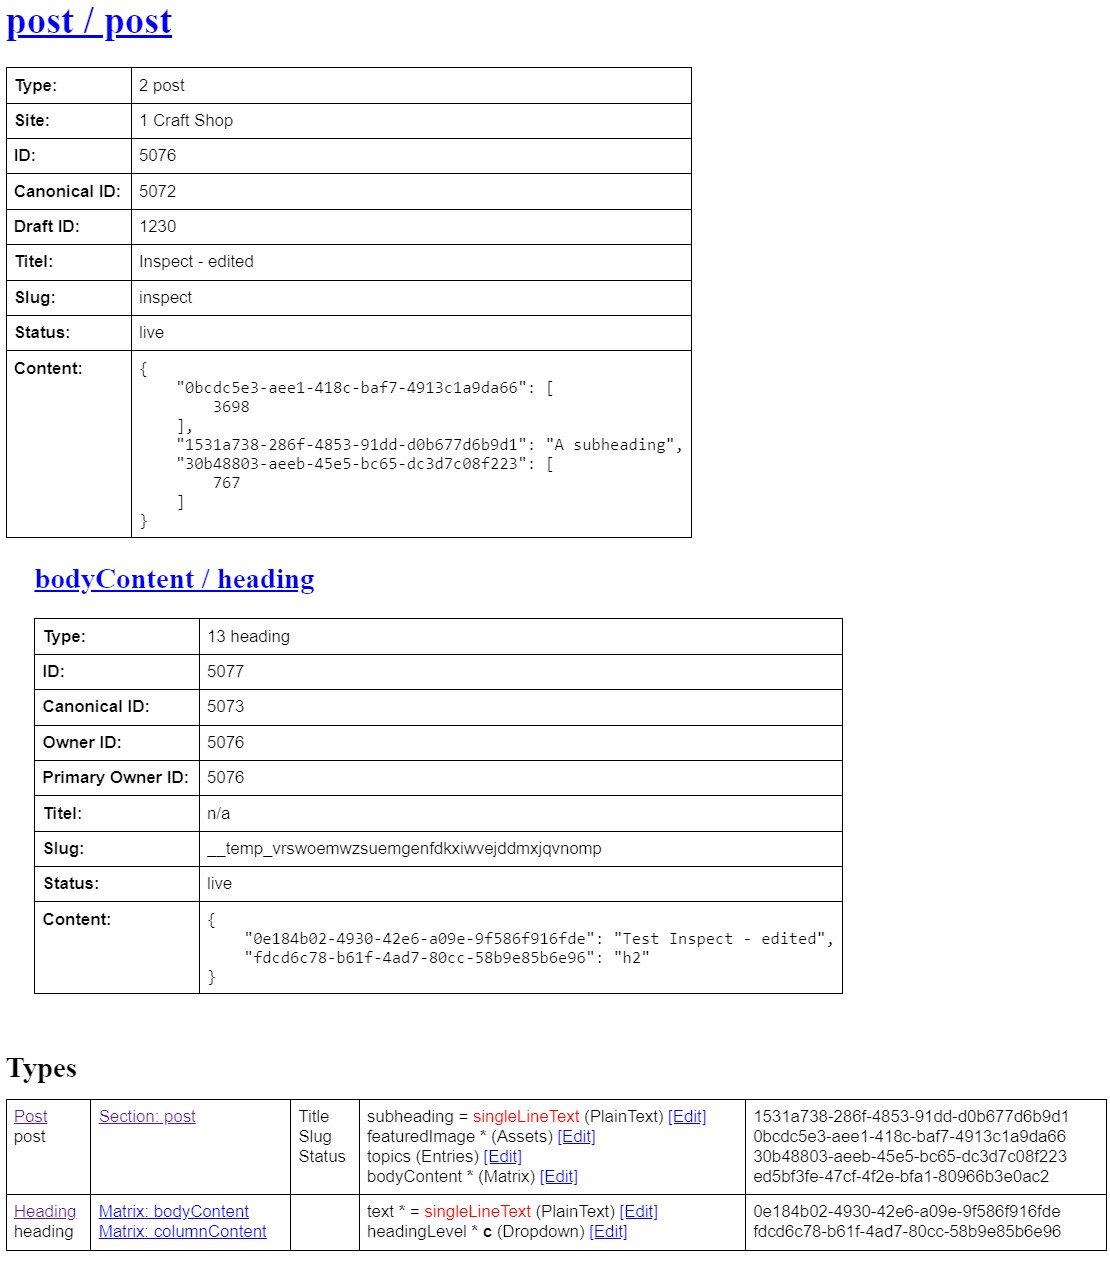 post / post
Type: 2 post
Site: 1 Craft Shop
ID: 5076
Canonical ID: 5072
Draft ID: 1230
Titel: Inspect - edited
Slug: inspect
Status: live
Content: {
"0bcdc5e3-aee1-418c-baf7-4913c1a9da66": [
3698
],
"1531a738-286f-4853-91dd-d0b677d6b9d1": "A subheading",
"30b48803-aeeb-45e5-bc65-dc3d7c08f223": [
767
]
}
bodyContent / heading
Type: 13 heading
ID: 5077
Canonical ID: 5073
Owner ID: 5076
Primary Owner ID: 5076
Titel: n/a
Slug: __temp_vrswoemwzsuemgenfdkxiwvejddmxjqvnomp
Status: live
Content: {
"0e184b02-4930-42e6-a09e-9f586f916fde": "Test Inspect - edited",
"fdcd6c78-b61f-4ad7-80cc-58b9e85b6e96": "h2"
}
Types
Post Section: post Title subheading = singleLineText (PlainText) [Edit] 1531a738-286f-4853-91dd-d0b677d6b9d1
post Slug featuredImage * (Assets) [Edit] 0bcdc5e3-aee1-418c-baf7-4913c1a9da66
Status topics (Entries) [Edit] 30b48803-aeeb-45e5-bc65-dc3d7c08f223
bodyContent * (Matrix) [Edit] ed5bf3fe-47cf-4f2e-bfa1-80966b3e0ac2
Heading Matrix: bodyContent text * = singleLineText (PlainText) [Edit] 0e184b02-4930-42e6-a09e-9f586f916fde
heading Matrix: columnContent headingLevel * c (Dropdown) [Edit] fdcd6c78-b61f-4ad7-80cc-58b9e85b6e96